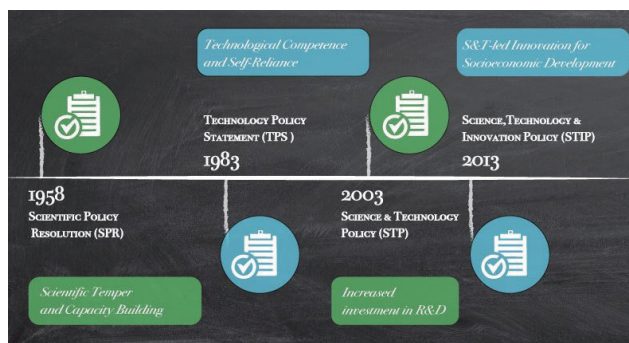 Technological Competence
and Self-Reliance
S&T-led Innovation for
Socioeconomic Development
Technology Policy
Statement (TPS )
1983
Science,Technology &
Innovation Policy (STIP)
2013
1958
Scientific Policy
Resolution (SPR)
2003
Science & Technology
Policy (STP)
Scientific Temper
and Capacity Building
Increased
investment in R&D